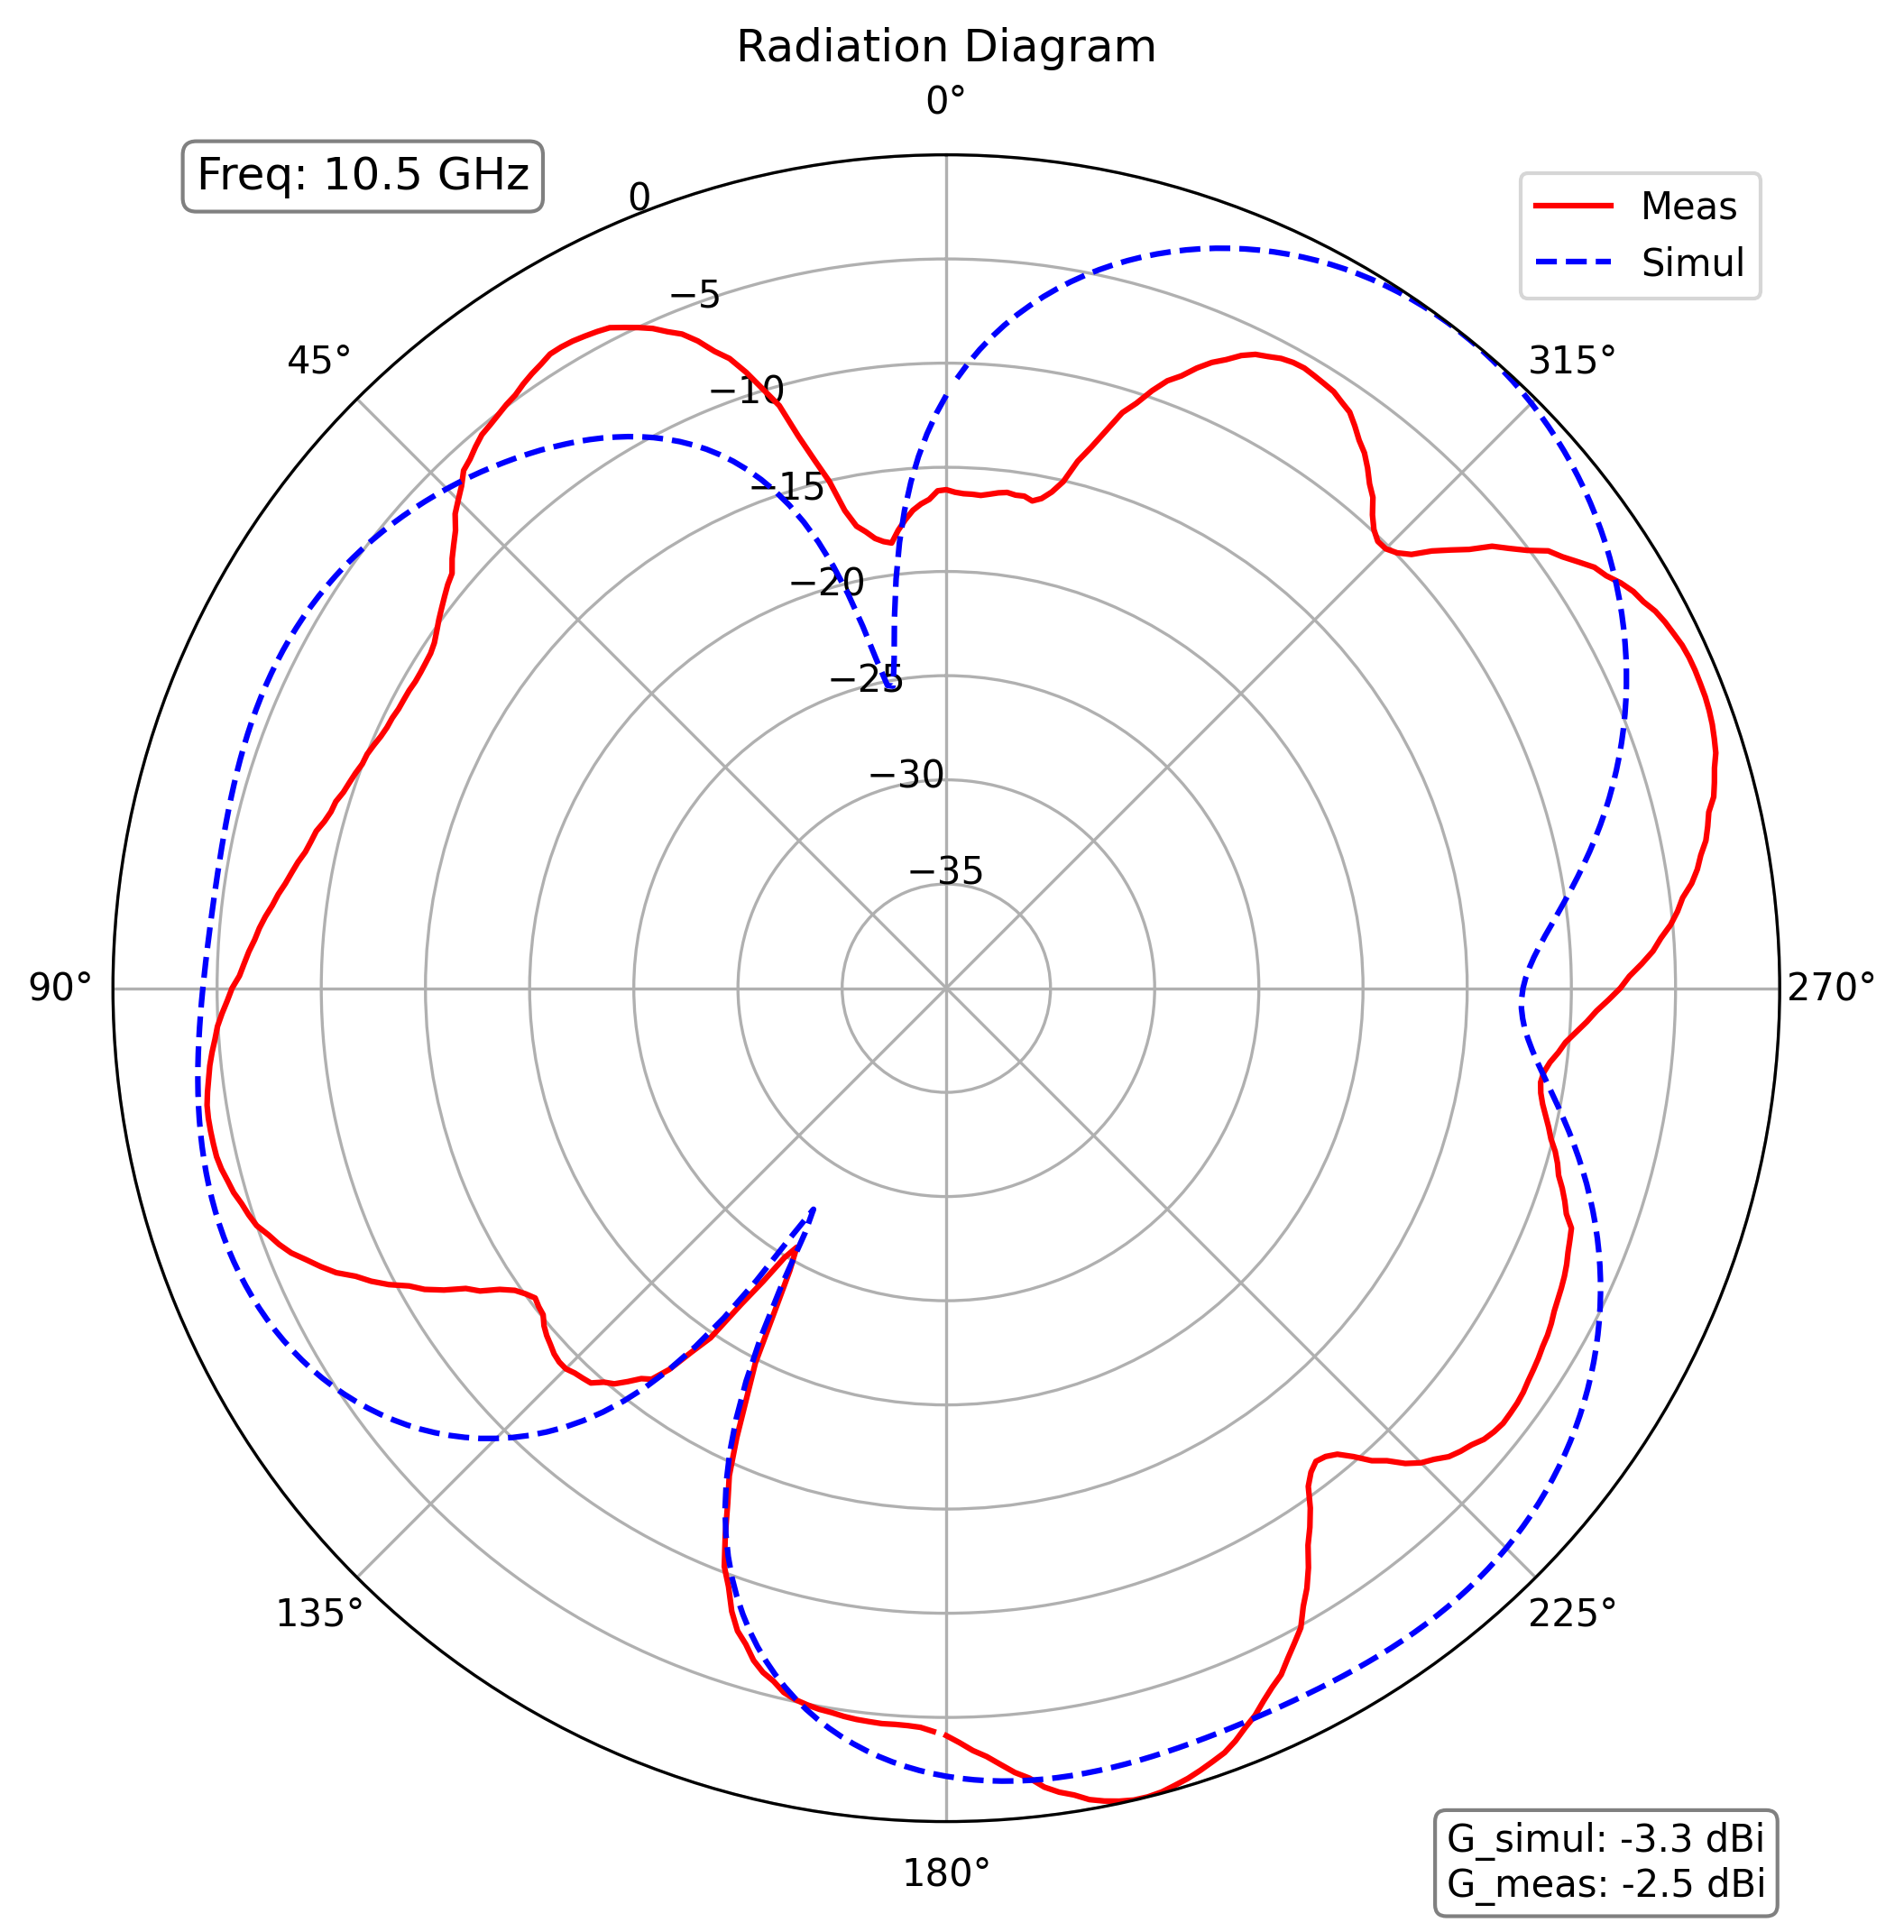 Radiation Diagram
0°
Freq: 10.5 GHz
0
Meas
Simul
−5
45°
315°
−10
−15
−20
−25
−30
−35
90°
270°
135°
225°
180°
G_simul: -3.3 dBi
G_meas: -2.5 dBi